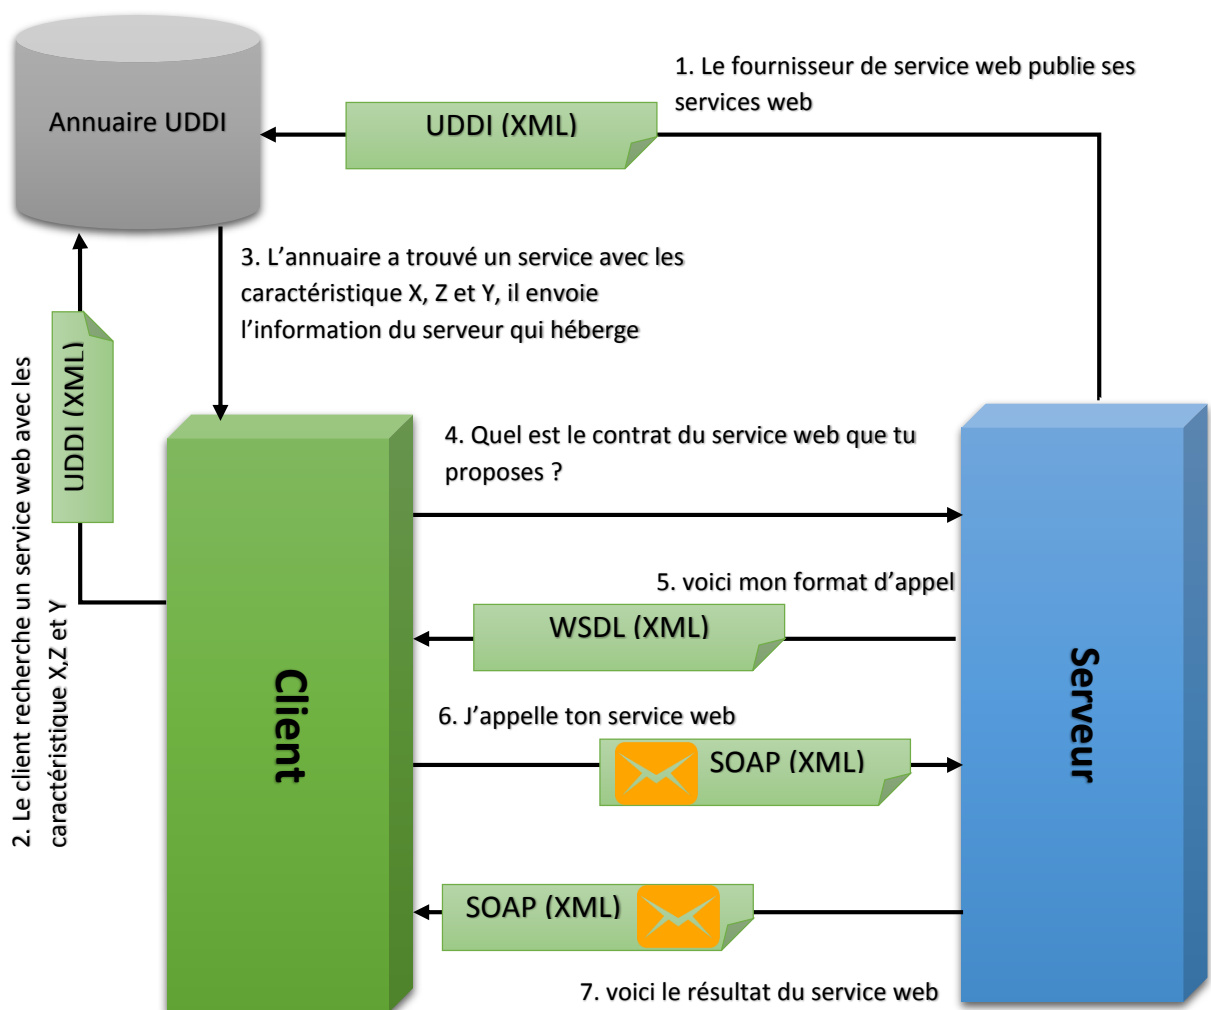 1. Le fournisseur de service web publie ses
services web
Annuaire UDDI
UDDI (XML)
3. L’annuaire a trouvé un service avec les
caractéristique X, Z et Y, il envoie
l’information du serveur qui héberge
2. Le client recherche un service web avec les
caractéristique X,Z et Y
UDDI (XML)
4. Quel est le contrat du service web que tu
proposes ?
5. voici mon format d’appel
WSDL (XML)
Client
Serveur
6. J’appelle ton service web
SOAP (XML)
SOAP (XML)
7. voici le résultat du service web